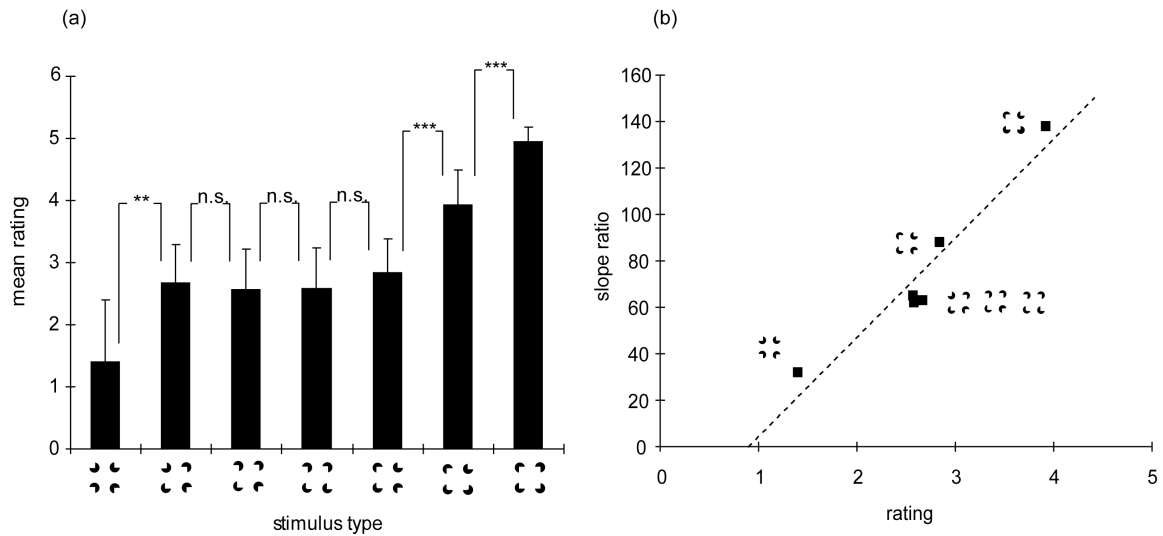 (a)
(b)
6
5
4
3
2
1
0
mean rating
**
n.s.
n.s.
n.s.
***
***
stimulus type
160
140
120
100
80
60
40
20
0
slope ratio
0 1 2 3 4 5
rating